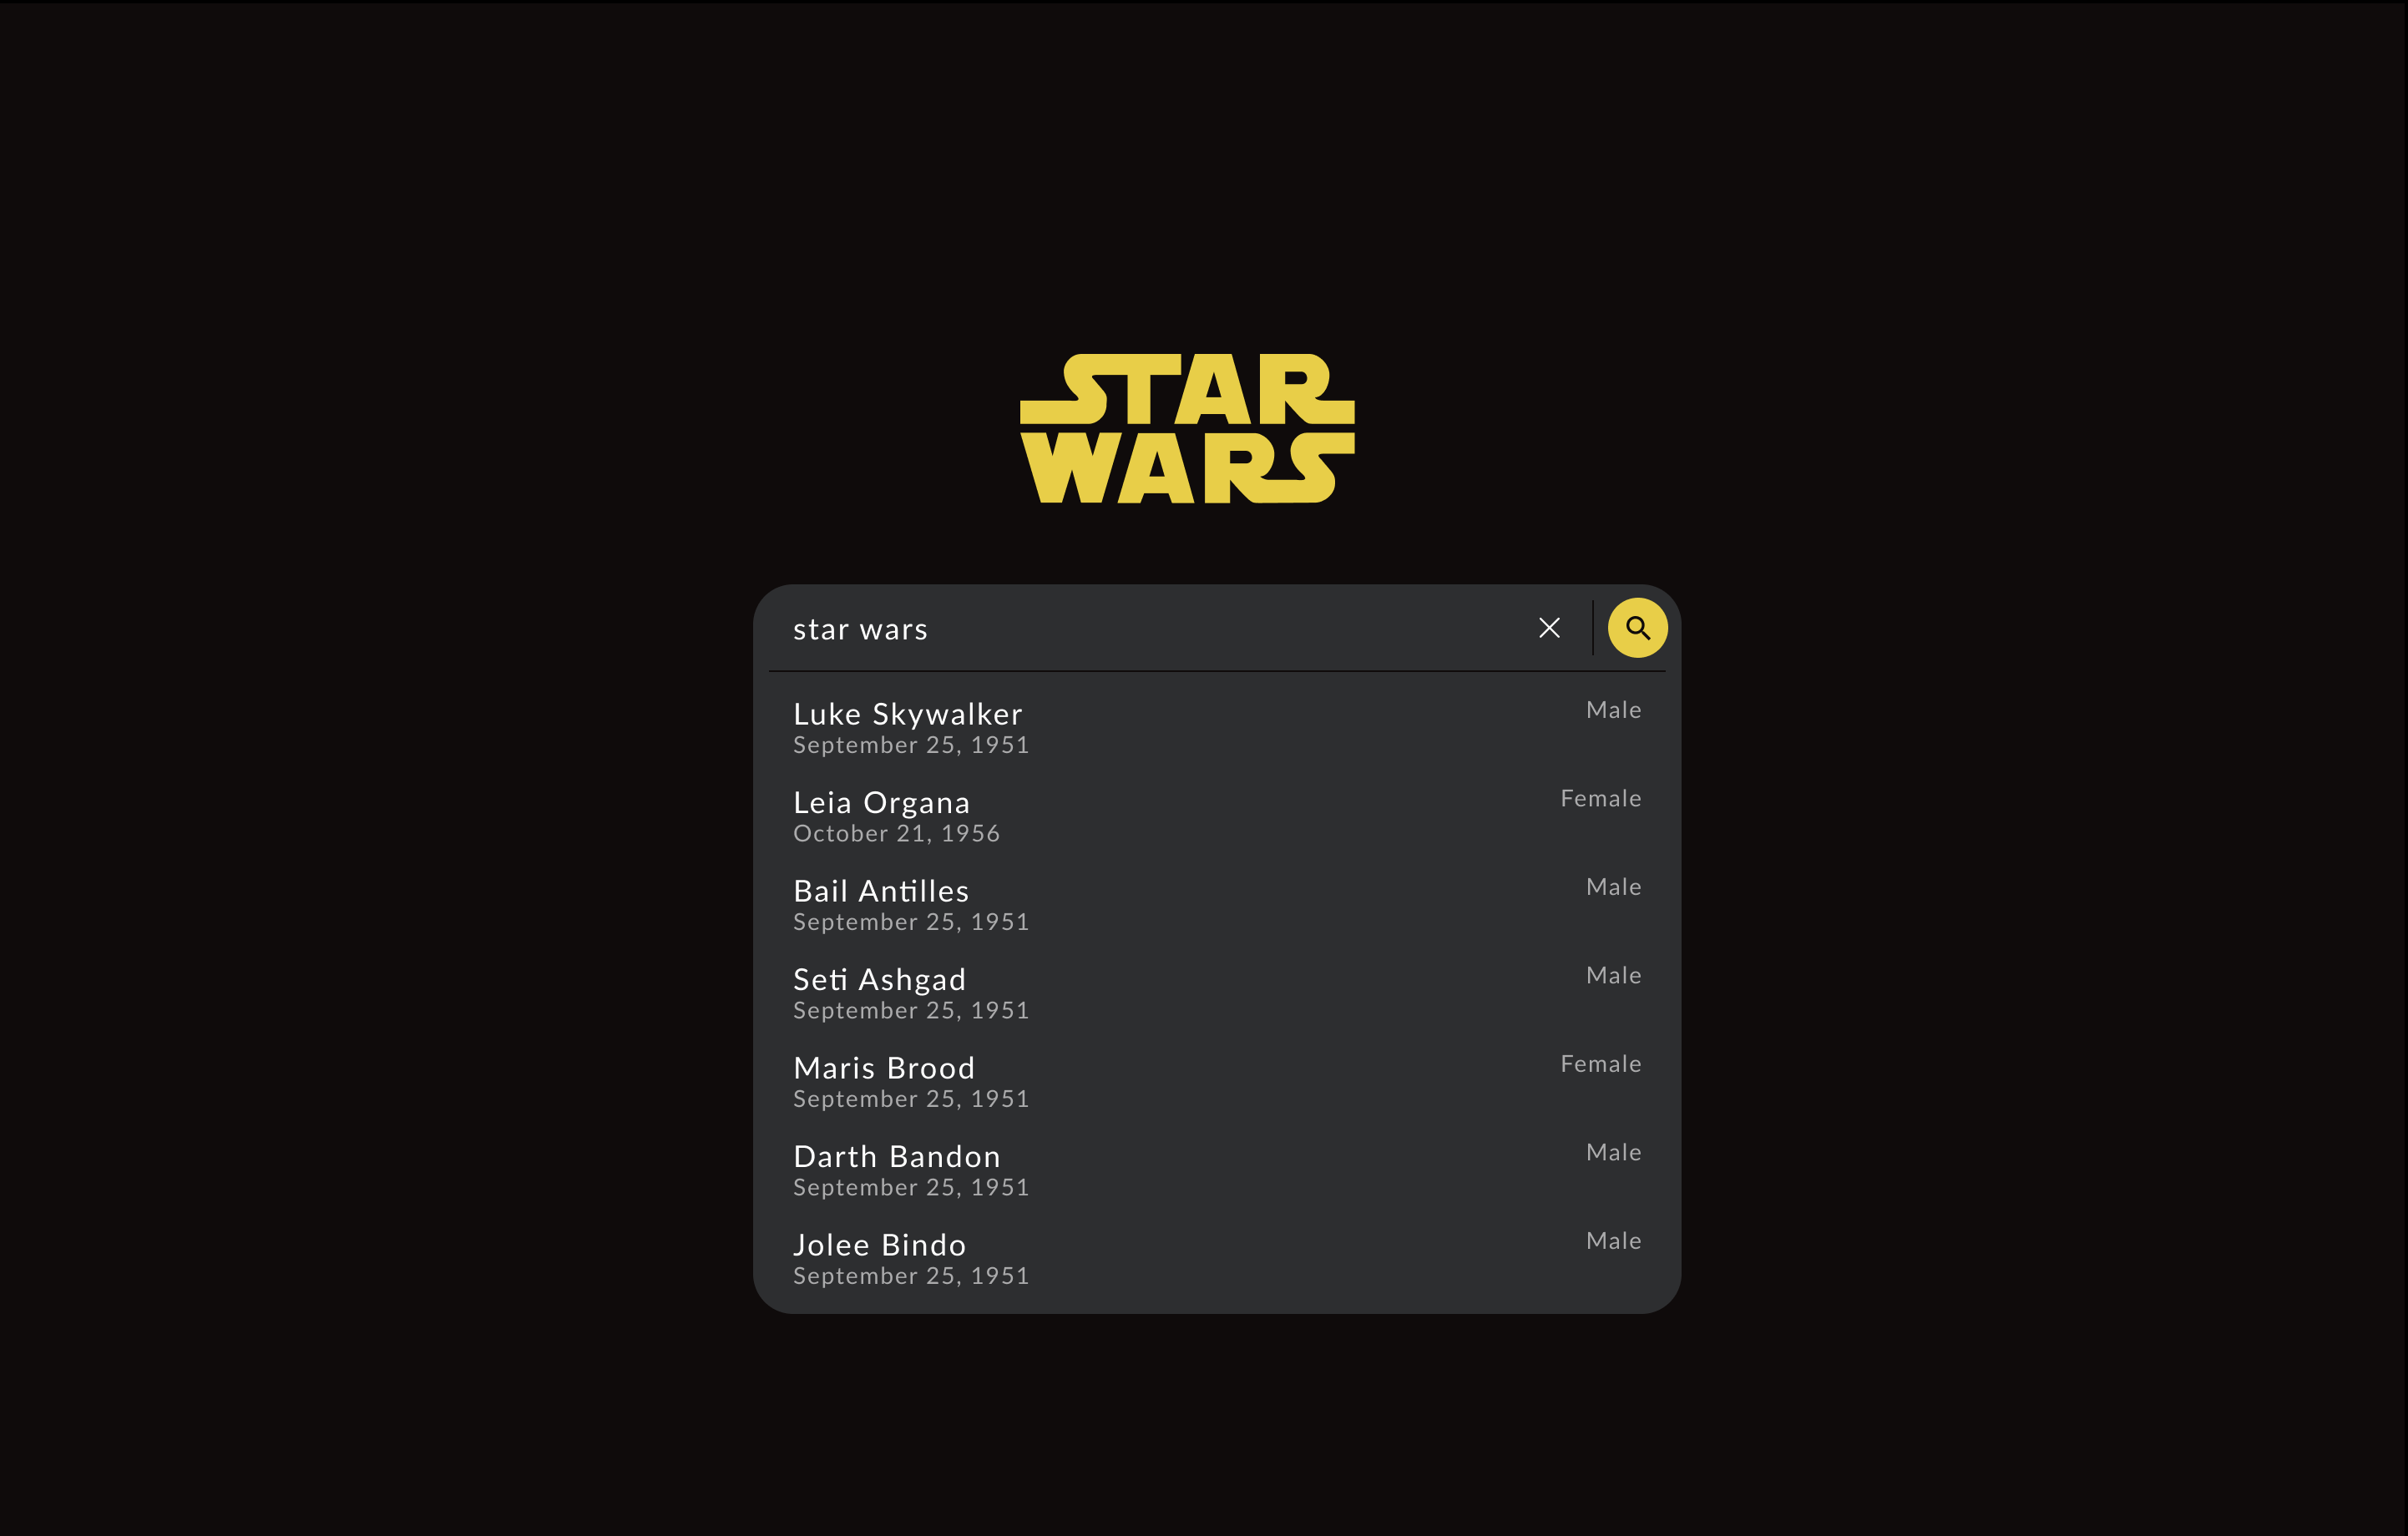 STAR
WARS
star wars
Luke Skywalker Male
September 25, 1951
Leia Organa Female
October 21, 1956
Bail Antilles Male
September 25, 1951
Seti Ashgad Male
September 25, 1951
Maris Brood Female
September 25, 1951
Darth Bandon Male
September 25, 1951
Jolee Bindo Male
September 25, 1951